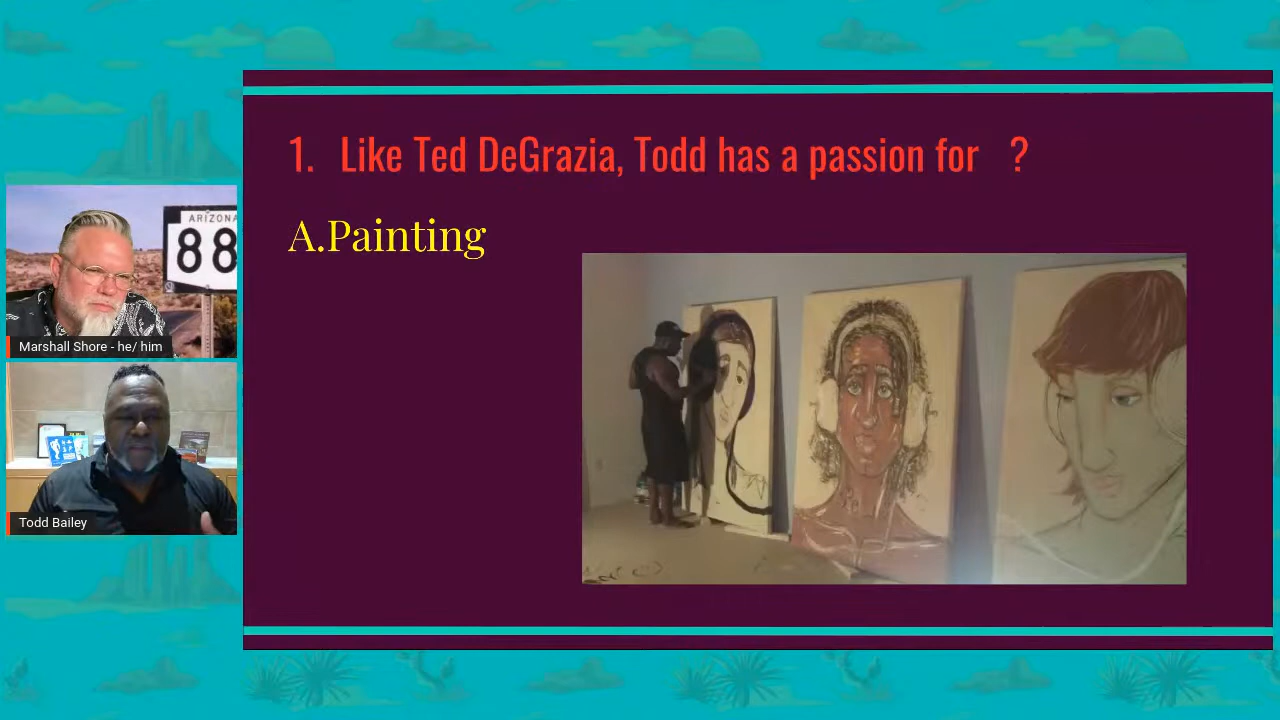 1. Like Ted DeGrazia, Todd has a passion for ?
A.Painting
ARIZONA
88
Marshall Shore - he/ him
Todd Bailey